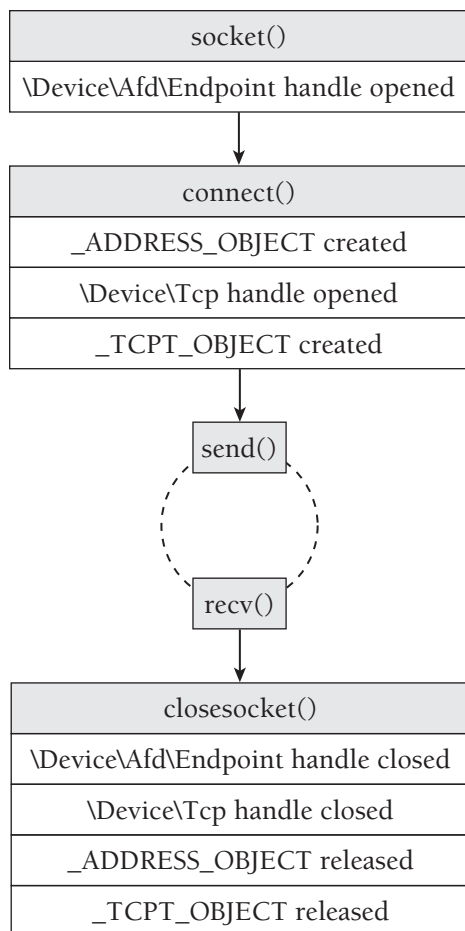 socket()
\Device\Afd\Endpoint handle opened
connect()
_ADDRESS_OBJECT created
\Device\Tcp handle opened
_TCPT_OBJECT created
send()
recv()
closesocket()
\Device\Afd\Endpoint handle closed
\Device\Tcp handle closed
_ADDRESS_OBJECT released
_TCPT_OBJECT released